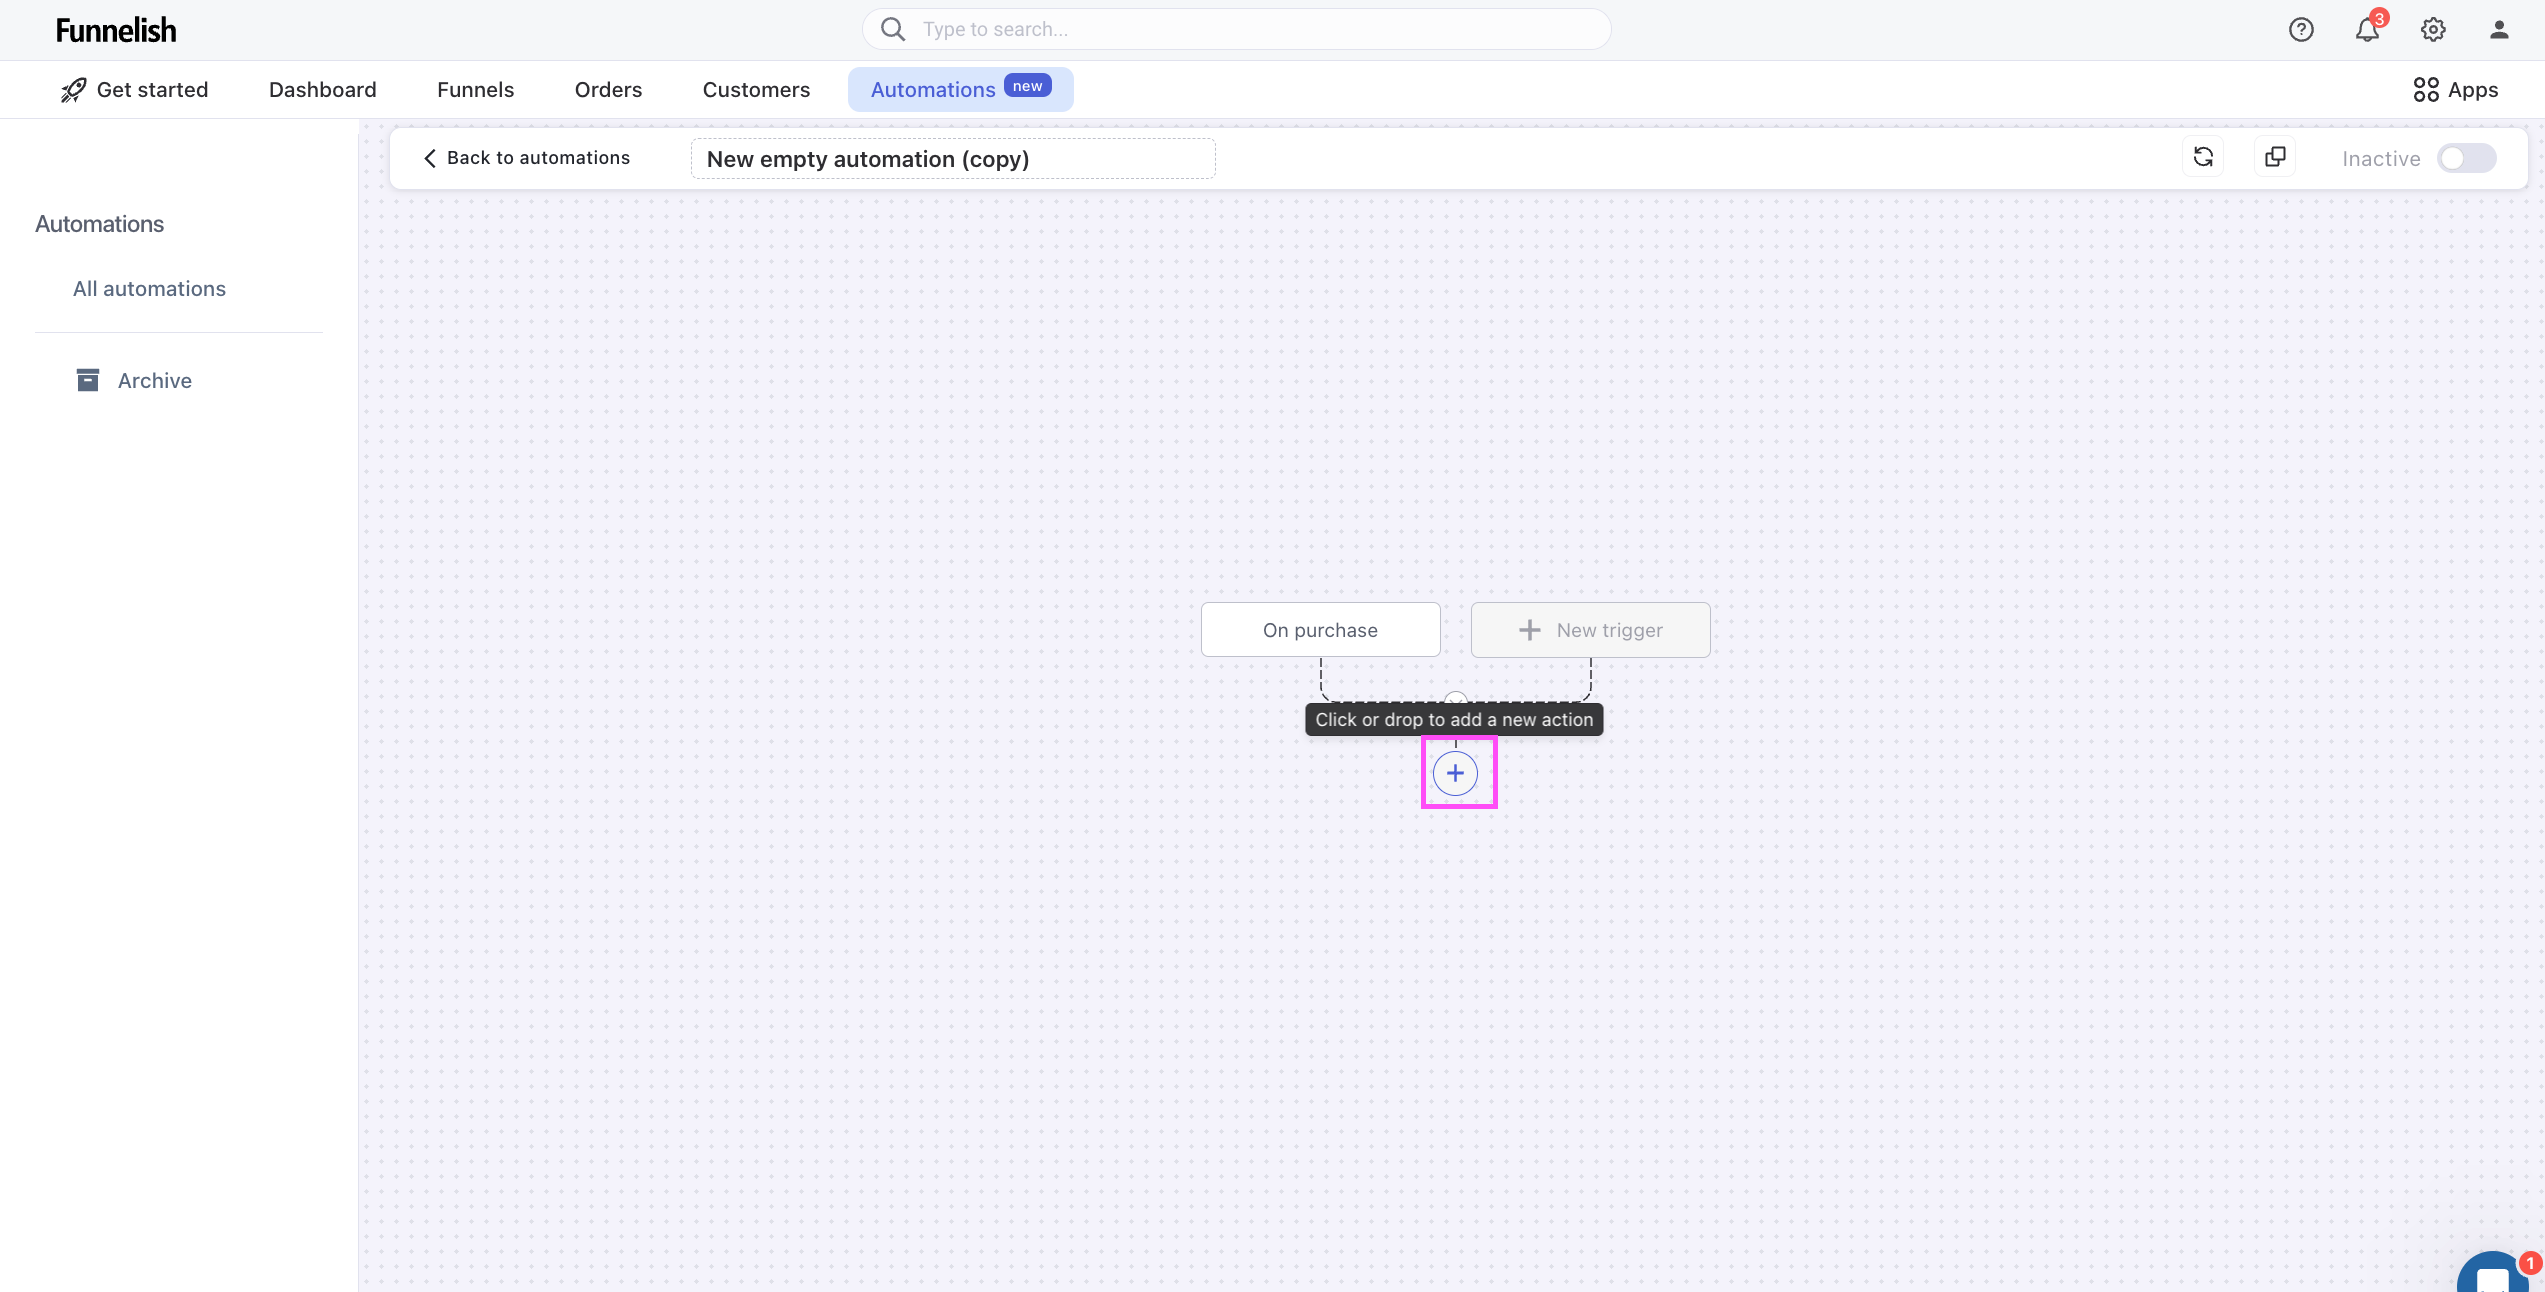 Funnelish
Type to search...
3
Get started
Dashboard
Funnels
Orders
Customers
Automations new
Apps
Back to automations
New empty automation (copy)
Inactive
Automations
All automations
Archive
On purchase
New trigger
Click or drop to add a new action
1